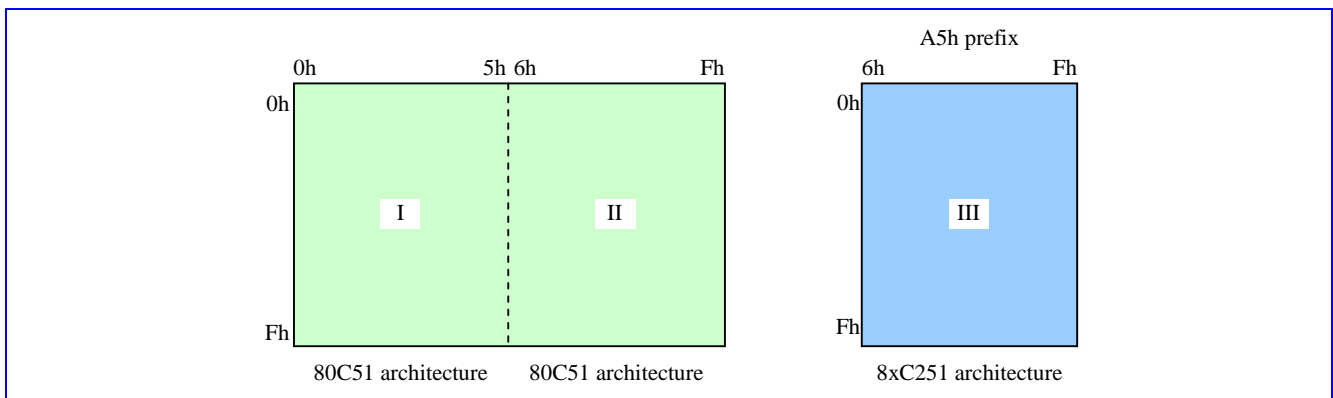 A5h prefix
0h 5h 6h Fh 6h Fh
0h 0h
I II III
Fh Fh
80C51 architecture 80C51 architecture 8xC251 architecture